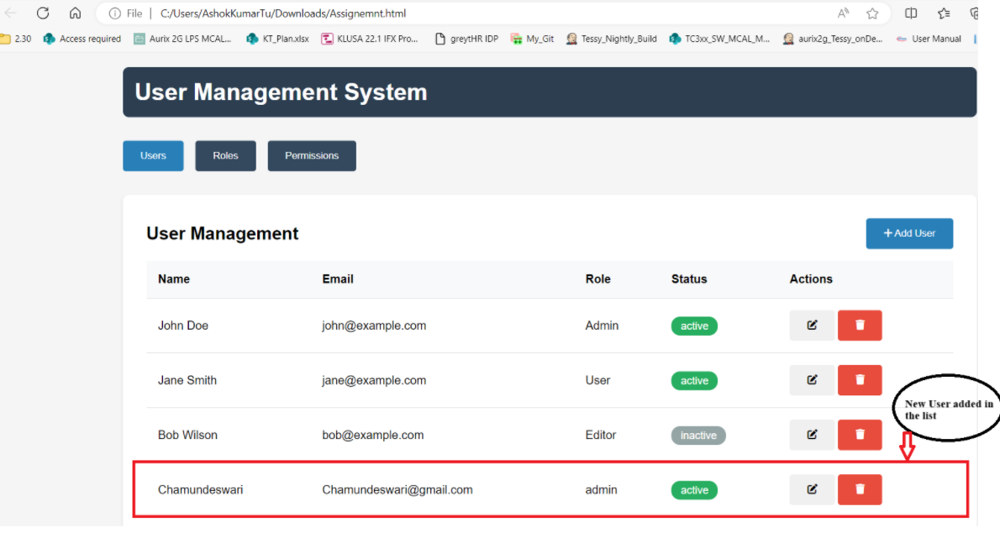 File | C:/Users/AshokKumarTu/Downloads/Assignemnt.html
2.30 Access required Aurix 2G LPS MCAL... KT_Plan.xlsx KLUSA 22.1 IFX Pro... greytHR IDP My_Git Tessy_Nightly_Build TC3xx_SW_MCAL_M... aurix2g_Tessy_onDe... User Manual
User Management System
Users Roles Permissions
User Management
+ Add User
Name Email Role Status Actions
John Doe john@example.com Admin active
Jane Smith jane@example.com User active
New User added in
the list
Bob Wilson bob@example.com Editor inactive
Chamundeswari Chamundeswari@gmail.com admin active